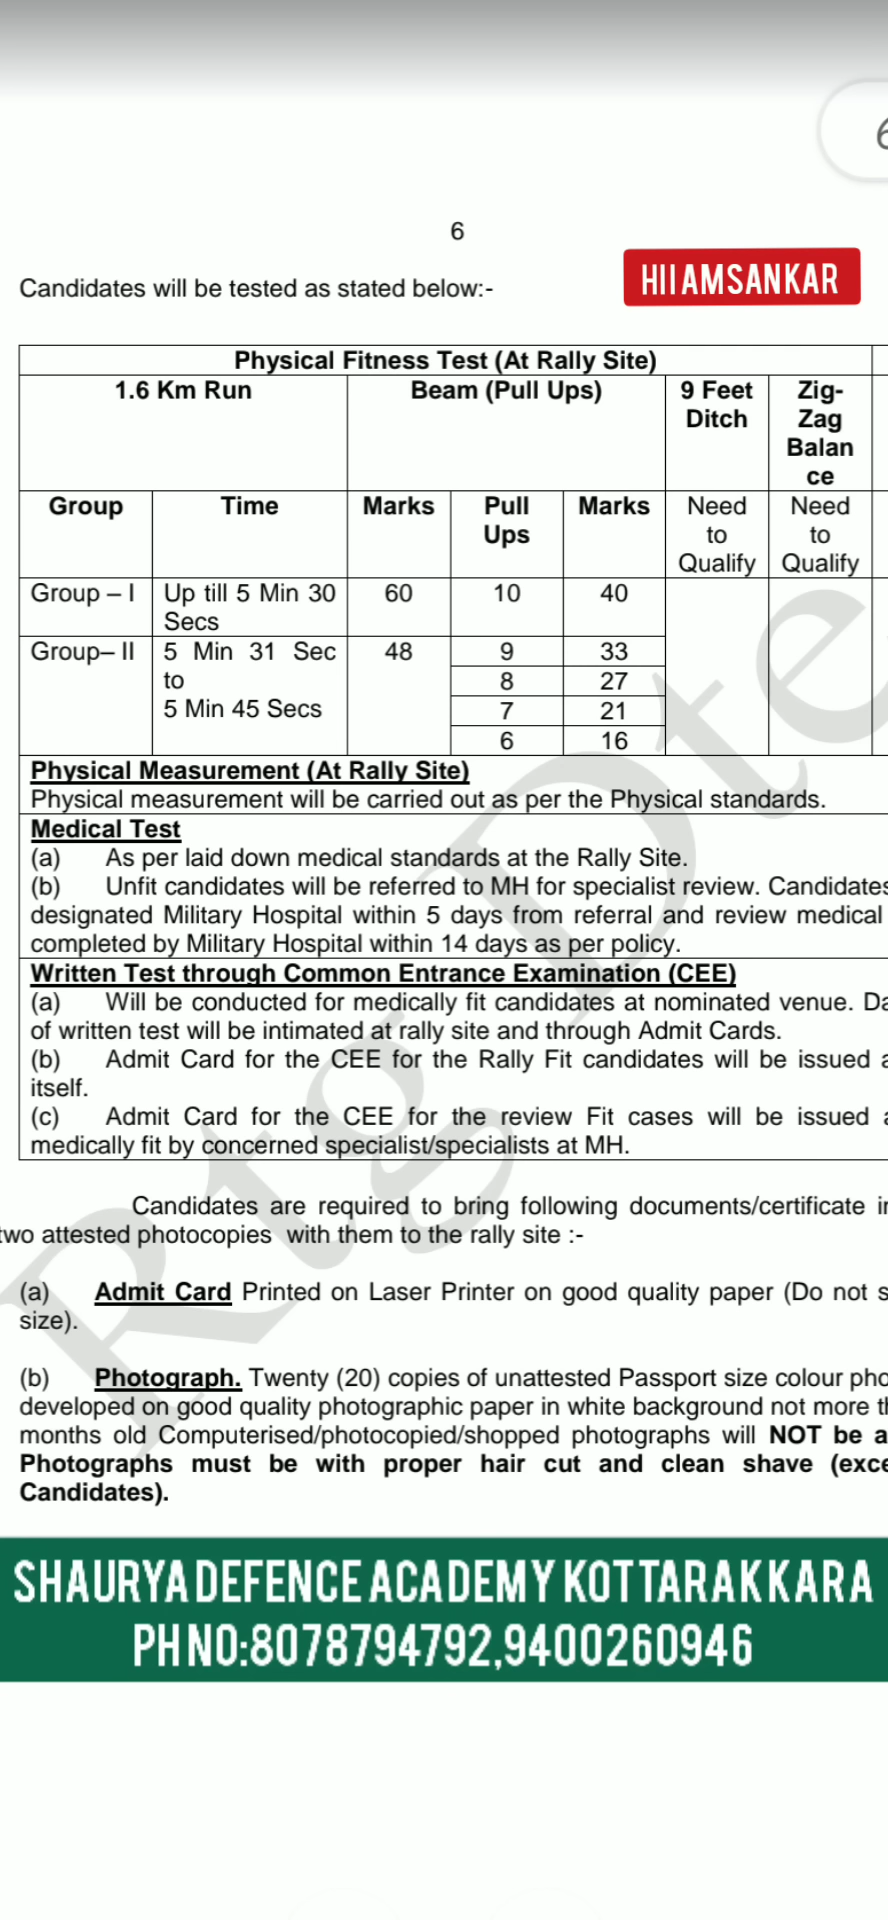 6
HIIAMSANKAR
Candidates will be tested as stated below:-
Physical Fitness Test (At Rally Site)
1.6 Km Run Beam (Pull Ups) 9 Feet Ditch Zig-Zag Balan ce
Group Time Marks Pull Ups Marks Need to Qualify Need to Qualify
Group – I Up till 5 Min 30 Secs 60 10 40
Group– II 5 Min 31 Sec to 5 Min 45 Secs 48 9 33
8 27
7 21
6 16
Physical Measurement (At Rally Site)
Physical measurement will be carried out as per the Physical standards.
Medical Test
(a) As per laid down medical standards at the Rally Site.
(b) Unfit candidates will be referred to MH for specialist review. Candidates
designated Military Hospital within 5 days from referral and review medical
completed by Military Hospital within 14 days as per policy.
Written Test through Common Entrance Examination (CEE)
(a) Will be conducted for medically fit candidates at nominated venue.
of written test will be intimated at rally site and through Admit Cards.
(b) Admit Card for the CEE for the Rally Fit candidates will be issued
itself.
(c) Admit Card for the CEE for the review Fit cases will be issued
medically fit by concerned specialist/specialists at MH.
Candidates are required to bring following documents/certificate
two attested photocopies with them to the rally site :-
(a) Admit Card Printed on Laser Printer on good quality paper (Do not
size).
(b) Photograph. Twenty (20) copies of unattested Passport size colour
developed on good quality photographic paper in white background not more
months old Computerised/photocopied/shopped photographs will NOT be
Photographs must be with proper hair cut and clean shave
Candidates).
Rtg Dte
SHAURYA DEFENCE ACADEMY KOTTARAKKARA
PH NO:8078794792,9400260946